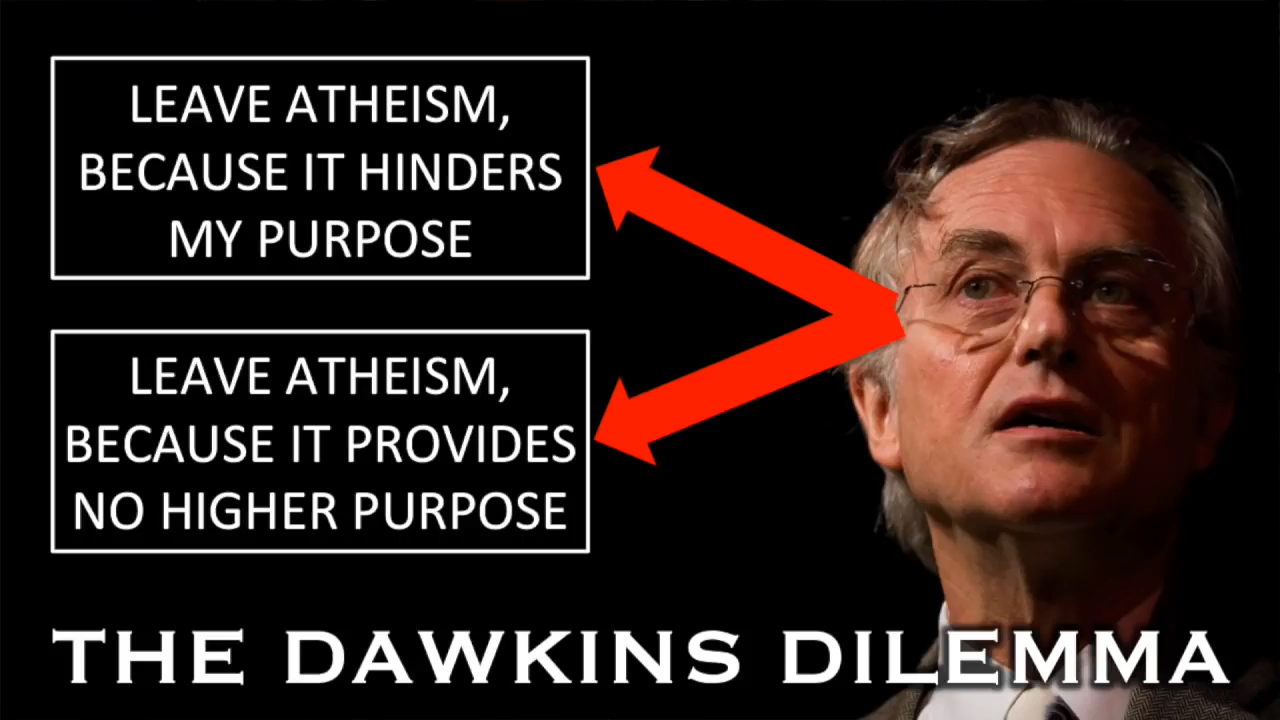 LEAVE ATHEISM,
BECAUSE IT HINDERS
MY PURPOSE
LEAVE ATHEISM,
BECAUSE IT PROVIDES
NO HIGHER PURPOSE
THE DAWKINS DILEMMA